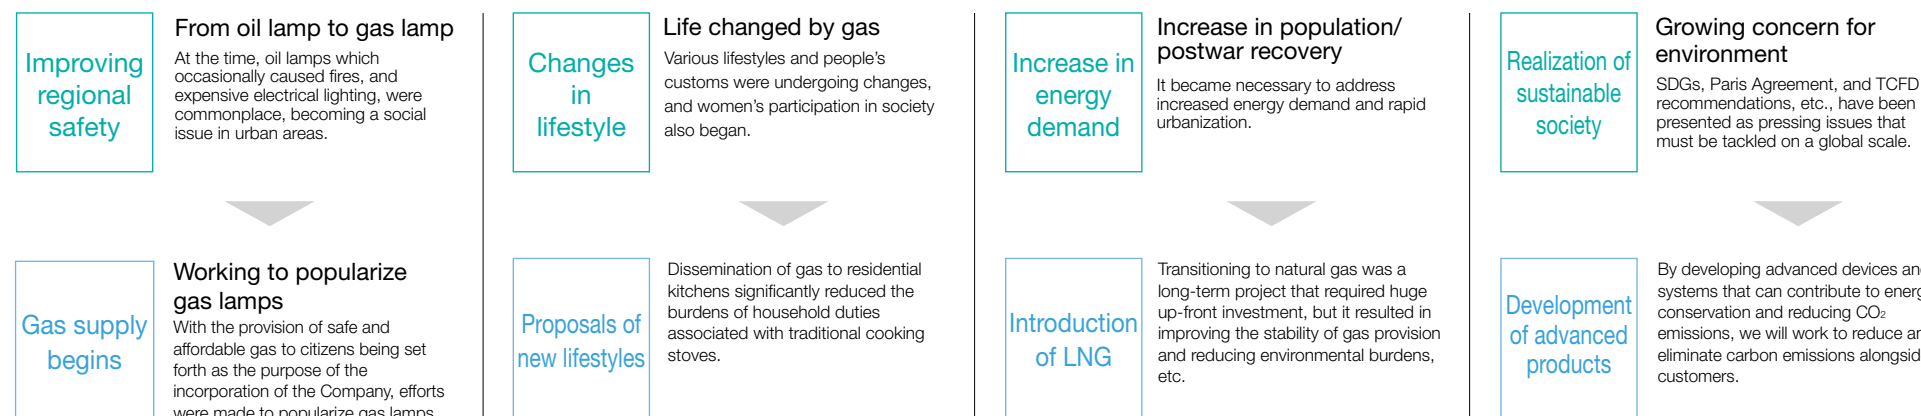 Improving
regional
safety
From oil lamp to gas lamp
At the time, oil lamps which
occasionally caused fires, and
expensive electrical lighting, were
commonplace, becoming a social
issue in urban areas.
Gas supply
begins
Working to popularize
gas lamps
With the provision of safe and
affordable gas to citizens being set
forth as the purpose of the
incorporation of the Company, efforts
were made to popularize gas lamps
Changes
in
lifestyle
Life changed by gas
Various lifestyles and people's
customs were undergoing changes,
and women's participation in society
also began.
Proposals of
new lifestyles
Dissemination of gas to residential
kitchens significantly reduced the
burdens of household duties
associated with traditional cooking
stoves.
Increase in
energy
demand
Increase in population/
postwar recovery
It became necessary to address
increased energy demand and rapid
urbanization.
Introduction
of LNG
Transitioning to natural gas was a
long-term project that required huge
up-front investment, but it resulted in
improving the stability of gas provision
and reducing environmental burdens,
etc.
Realization of
sustainable
society
Growing concern for
environment
SDGs, Paris Agreement, and TCFD
recommendations, etc., have been
presented as pressing issues that
must be tackled on a global scale.
Development
of advanced
products
By developing advanced devices
systems that can contribute to
conservation and reducing CO₂
emissions, we will work to reduce
eliminate carbon emissions
customers.